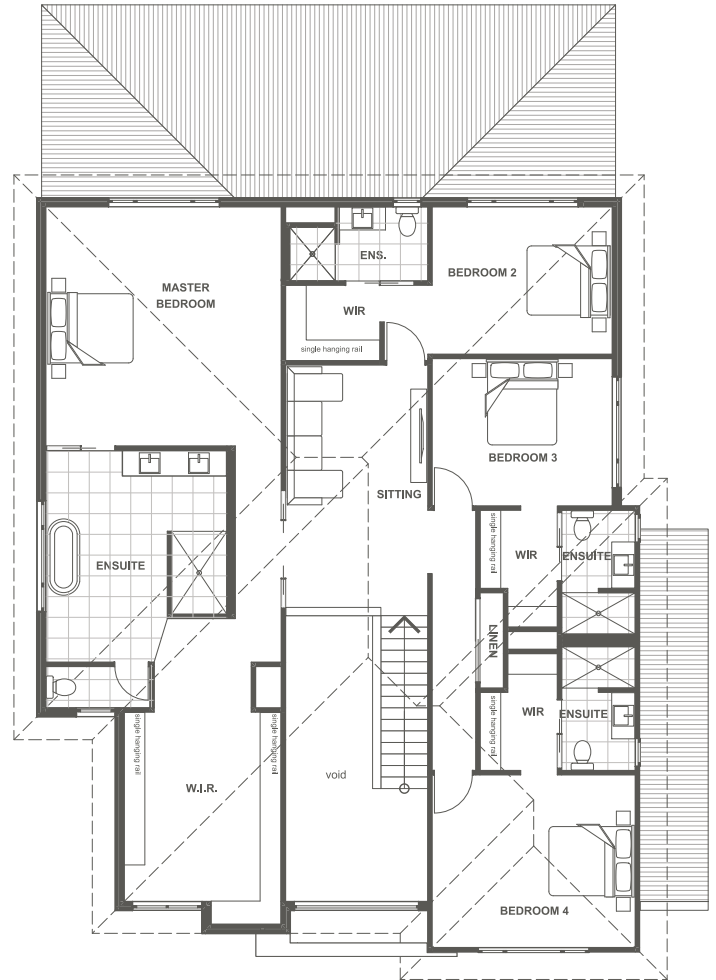 ENS.
MASTER
BEDROOM
BEDROOM 2
WIR
single hanging rail
BEDROOM 3
SITTING
single hanging rail
WIR
ENSUITE
ENSUITE
LINEN
single hanging rail
WIR
ENSUITE
single hanging rail
single hanging rail
W.I.R.
void
BEDROOM 4